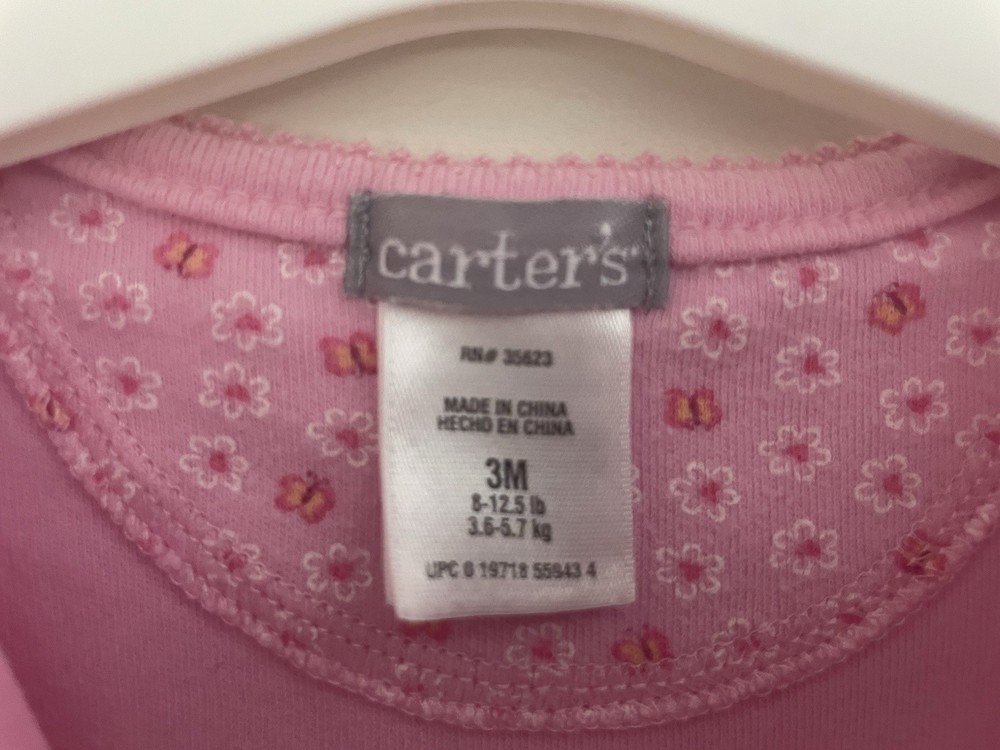 carter's
RN# 35623
MADE IN CHINA
HECHO EN CHINA
3M
8-12.5 lb
3.6-5.7 kg
UPC 0 19718 55943 4